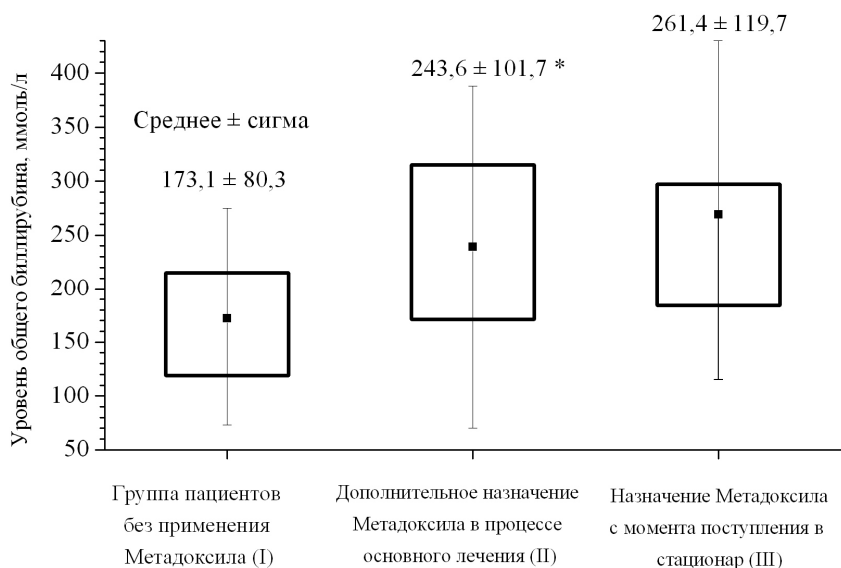 Уровень общего биллирубина, ммоль/л
400
350
300
250
200
150
100
50
Среднее ± сигма
173,1 ± 80,3
243,6 ± 101,7 *
261,4 ± 119,7
Группа пациентов
без применения
Метадоксила (I)
Дополнительное назначение
Метадоксила в процессе
основного лечения (II)
Назначение Метадоксила
с момента поступления в
стационар (III)